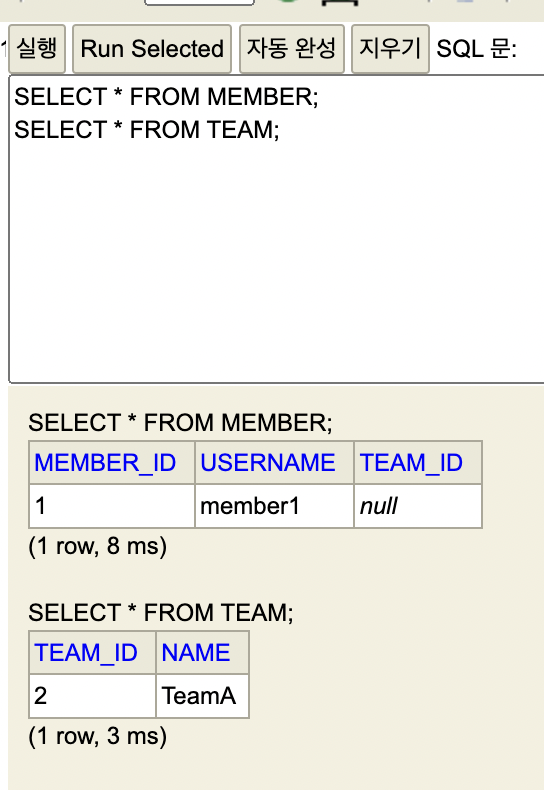 실행 Run Selected 자동 완성 지우기 SQL 문:
SELECT * FROM MEMBER;
SELECT * FROM TEAM;
SELECT * FROM MEMBER;
MEMBER_ID USERNAME TEAM_ID
1 member1 null
(1 row, 8 ms)
SELECT * FROM TEAM;
TEAM_ID NAME
2 TeamA
(1 row, 3 ms)